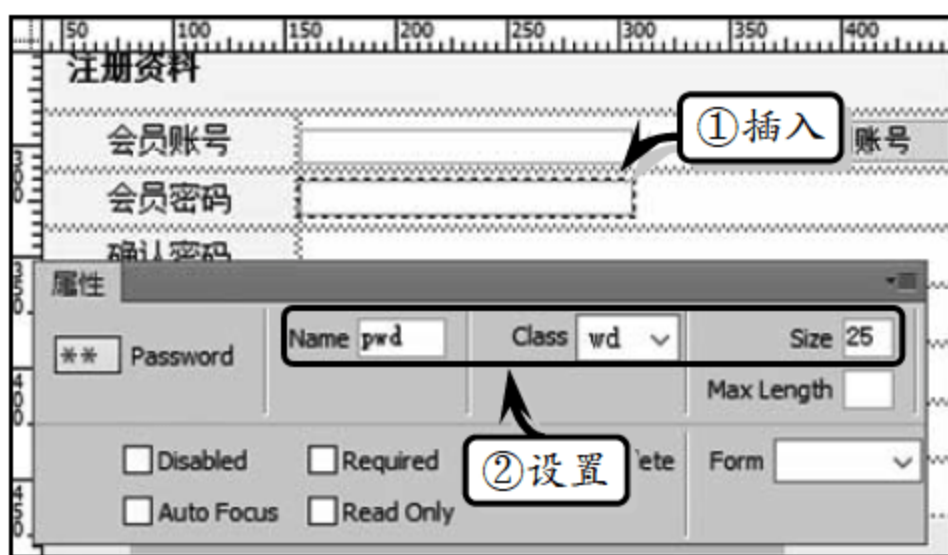 50 100 150 200 250 300 350 400
注册资料
会员账号
①插入
账号
会员密码
确认密码
属性
** Password
Name pwd
Class wd
Size 25
Max Length
Disabled
Required
②设置
ete
Form
Auto Focus
Read Only